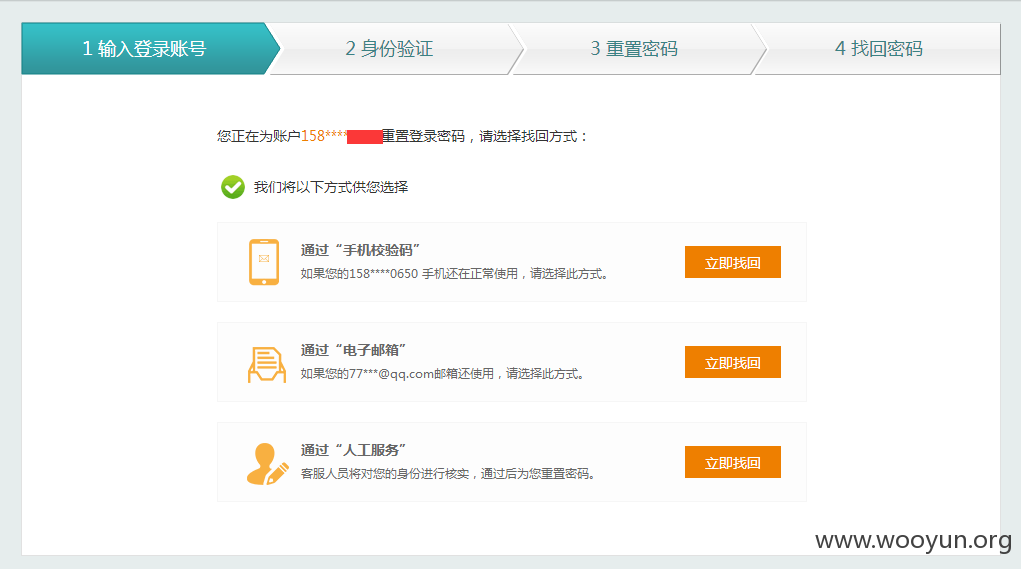 1 输入登录账号
2 身份验证
3 重置密码
4 找回密码
您正在为账户158****重置登录密码，请选择找回方式：
我们将以下方式供您选择
通过“手机校验码”
如果您的158****0650 手机还在正常使用，请选择此方式。
立即找回
通过“电子邮箱”
如果您的77***@qq.com邮箱还使用，请选择此方式。
立即找回
通过“人工服务”
客服人员将对您的身份进行核实，通过后为您重置密码。
立即找回
www.wooyun.org